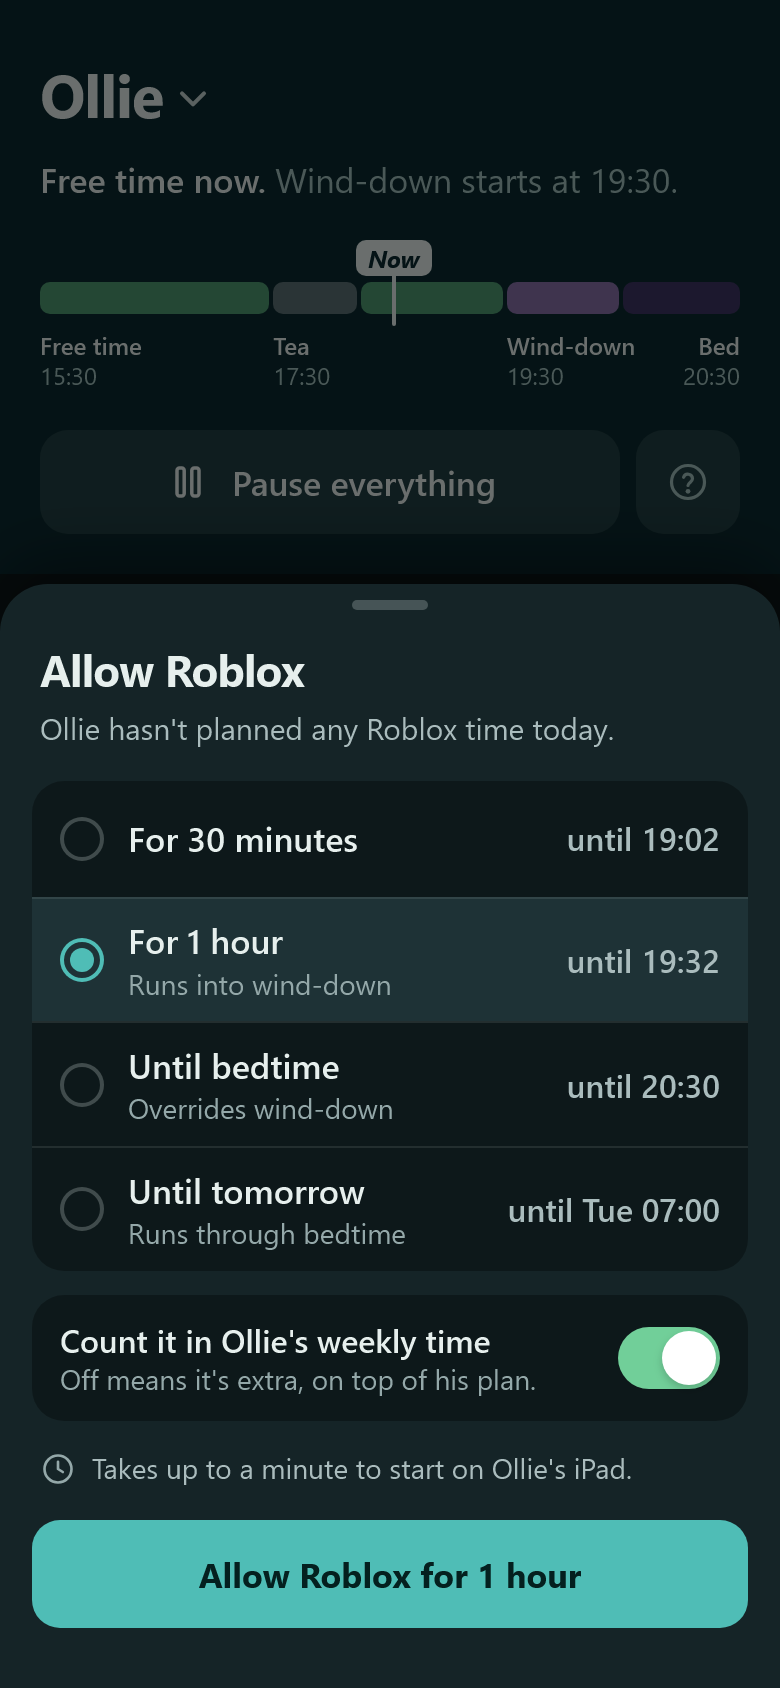 Ollie
Free time now. Wind-down starts at 19:30.
Now
Free time
15:30
Tea
17:30
Wind-down
19:30
Bed
20:30
Pause everything
?
Allow Roblox
Ollie hasn't planned any Roblox time today.
For 30 minutes
until 19:02
For 1 hour
Runs into wind-down
until 19:32
Until bedtime
Overrides wind-down
until 20:30
Until tomorrow
Runs through bedtime
until Tue 07:00
Count it in Ollie's weekly time
Off means it's extra, on top of his plan.
Takes up to a minute to start on Ollie's iPad.
Allow Roblox for 1 hour